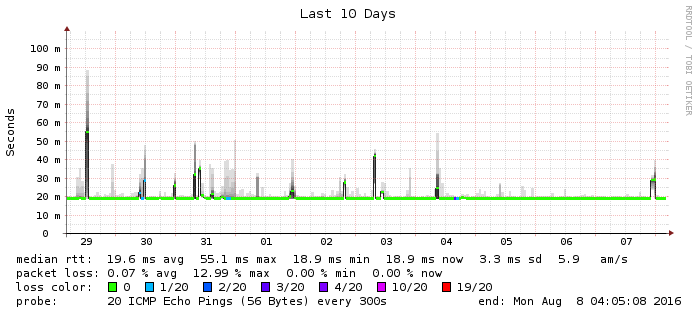 Last 10 Days
RRDTOOL / TOBI OETIKER
Seconds
100 m
90 m
80 m
70 m
60 m
50 m
40 m
30 m
20 m
10 m
0
29 30 31 01 02 03 04 05 06 07
median rtt: 19.6 ms avg 55.1 ms max 18.9 ms min 18.9 ms now 3.3 ms sd 5.9 am/s
packet loss: 0.07 % avg 12.99 % max 0.00 % min 0.00 % now
loss color: 0 1/20 2/20 3/20 4/20 10/20 19/20
probe: 20 ICMP Echo Pings (56 Bytes) every 300s end: Mon Aug 8 04:05:08 2016